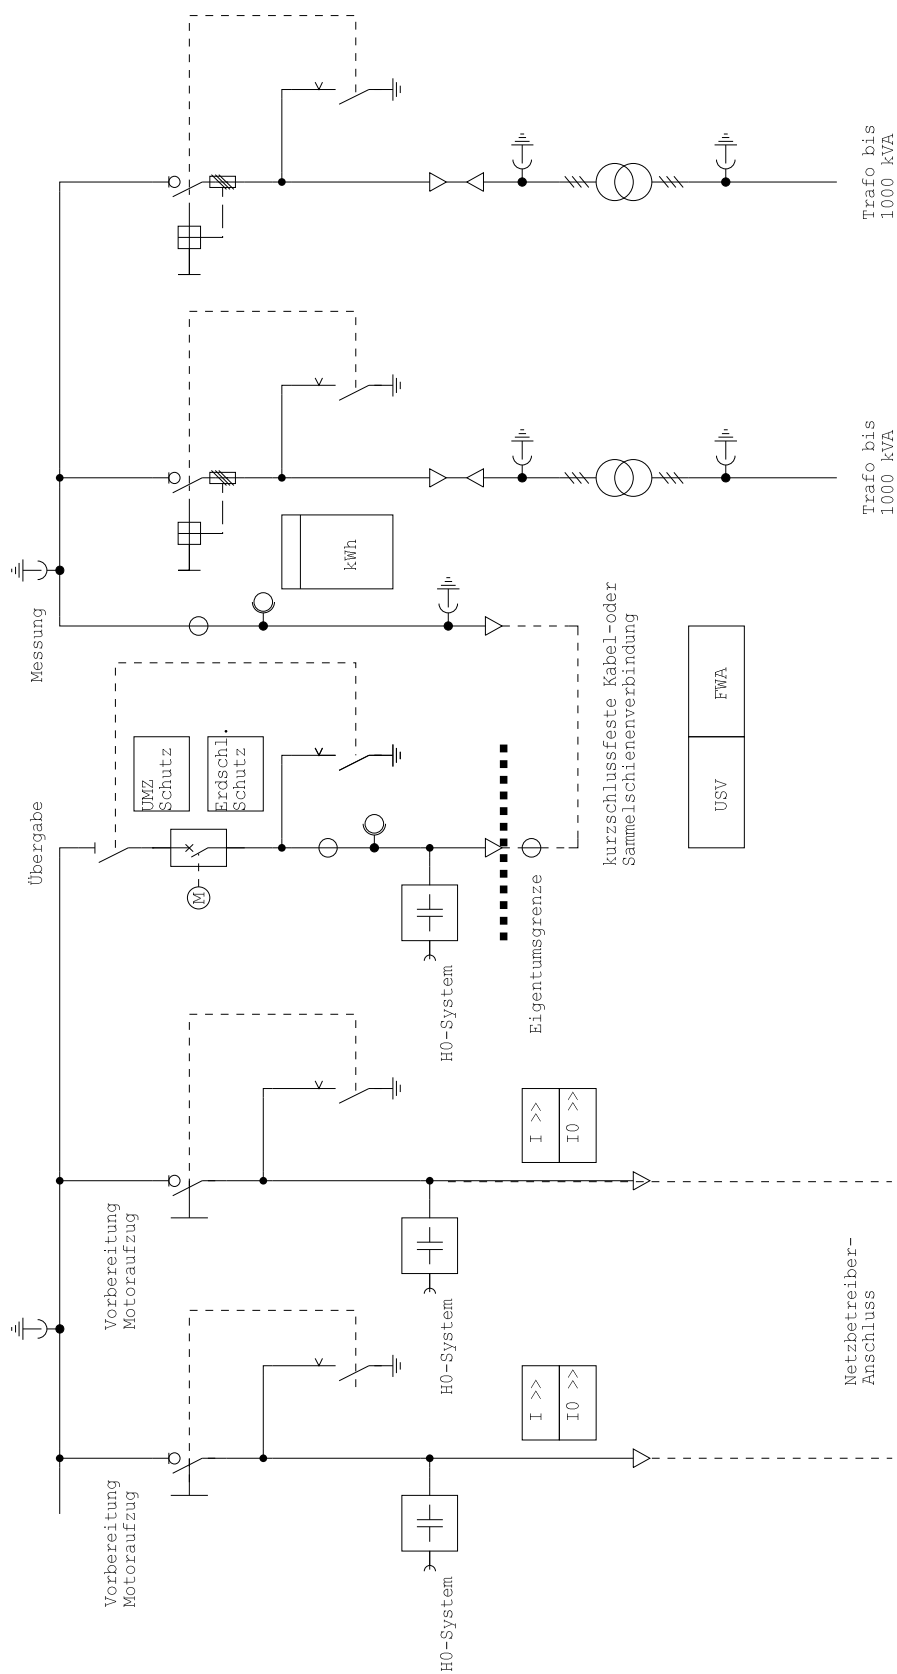 Vorbereitung
Motoraufzug
HO-System
I >>
IO >>
Vorbereitung
Motoraufzug
HO-System
I >>
IO >>
Netzbetreiber-
Anschluss
Übergabe
UMZ
Schutz
Erdschl.
Schutz
M
HO-System
Eigentumsgrenze
kurzschlussfeste Kabel-oder
Sammelschienenverbindung
USV
FWA
Messung
kWh
Trafo bis
1000 kVA
Trafo bis
1000 kVA